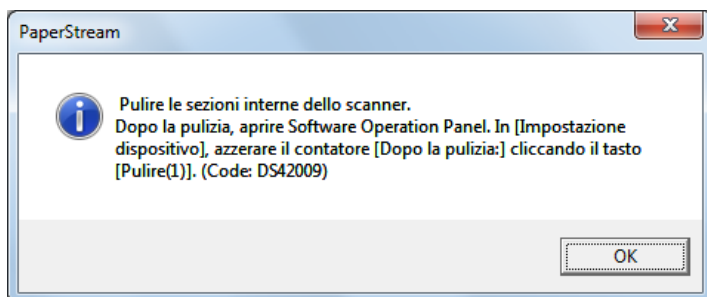 PaperStream
Pulire le sezioni interne dello scanner.
Dopo la pulizia, aprire Software Operation Panel. In [Impostazione
dispositivo], azzerare il contatore [Dopo la pulizia:] cliccando il tasto
[Pulire(1)]. (Code: DS42009)
OK